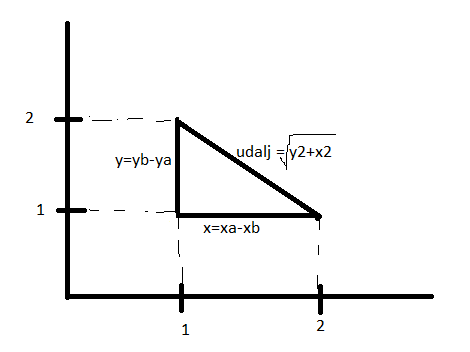 2
y=yb-ya
udalj =√y2+x2
1
x=xa-xb
1
2